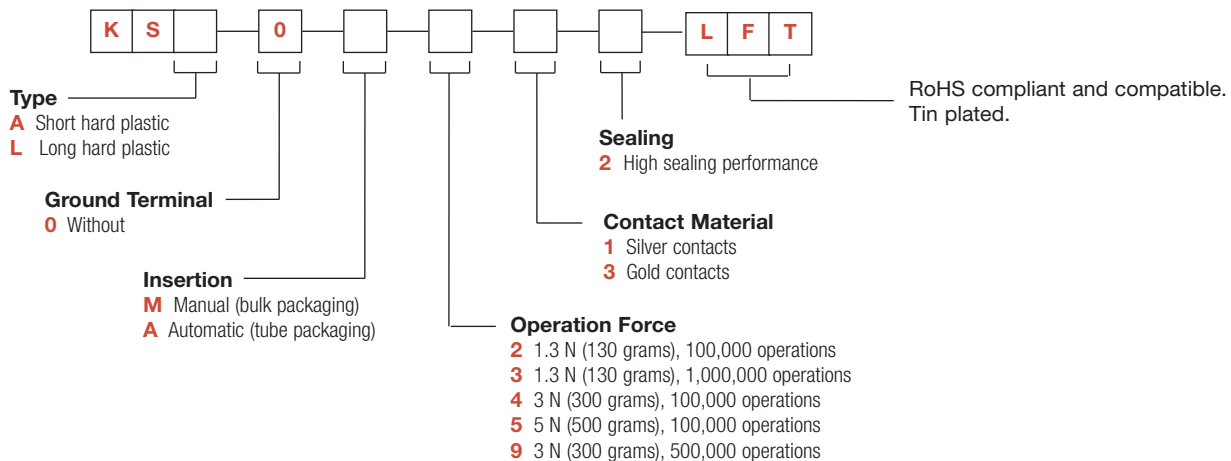 K S 0 L F T
RoHS compliant and compatible.
Tin plated.
Type
A Short hard plastic
L Long hard plastic
Sealing
2 High sealing performance
Ground Terminal
0 Without
Contact Material
1 Silver contacts
3 Gold contacts
Insertion
M Manual (bulk packaging)
A Automatic (tube packaging)
Operation Force
2 1.3 N (130 grams), 100,000 operations
3 1.3 N (130 grams), 1,000,000 operations
4 3 N (300 grams), 100,000 operations
5 5 N (500 grams), 100,000 operations
9 3 N (300 grams), 500,000 operations